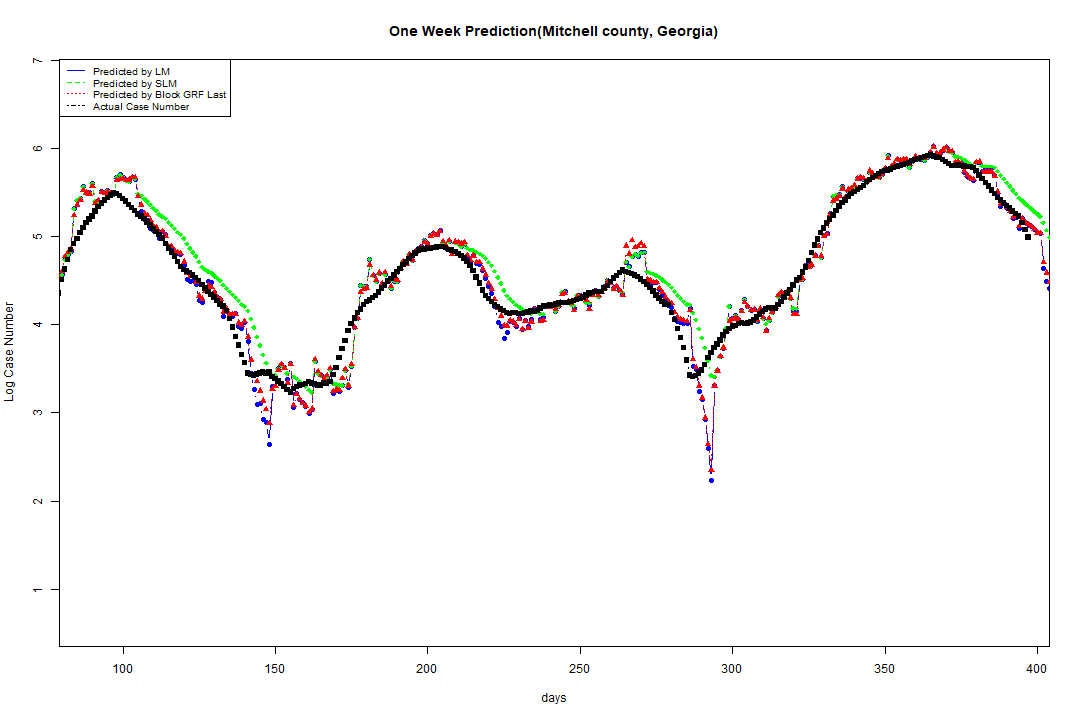 One Week Prediction(Mitchell county, Georgia)
Predicted by LM
Predicted by SLM
Predicted by Block GRF Last
Actual Case Number
7
6
5
4
3
2
1
Log Case Number
100 150 200 250 300 350 400
days